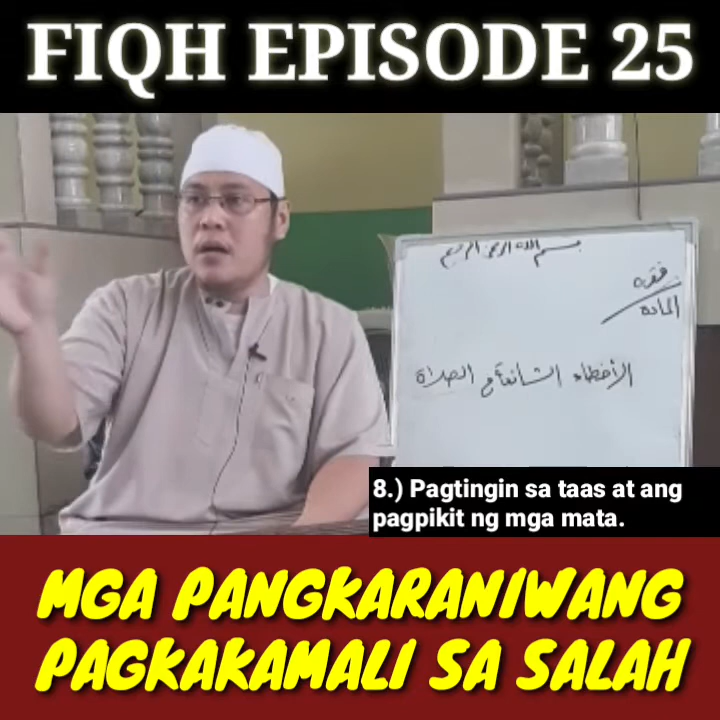 FIQH EPISODE 25
بسم الله الرحمن الرحيم
فقه
المادة
الأخطاء الشائعة في الصلاة
8.) Pagtingin sa taas at ang
pagpikit ng mga mata.
MGA PANGKARANIWANG
PAGKAKAMALI SA SALAH